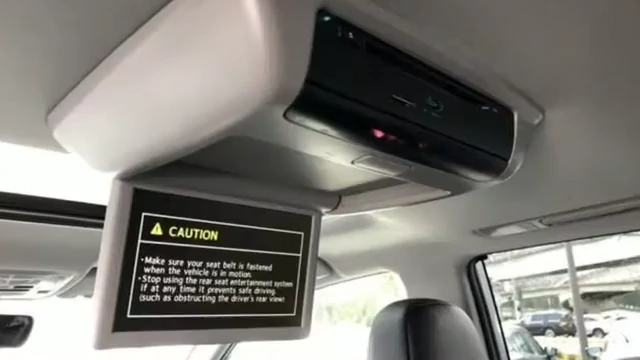 ⚠ CAUTION
・Make sure your seat belt is fastened
when the vehicle is in motion.
・Stop using the rear seat entertainment system
if at any time it prevents safe driving.
(such as obstructing the driver's rear view)